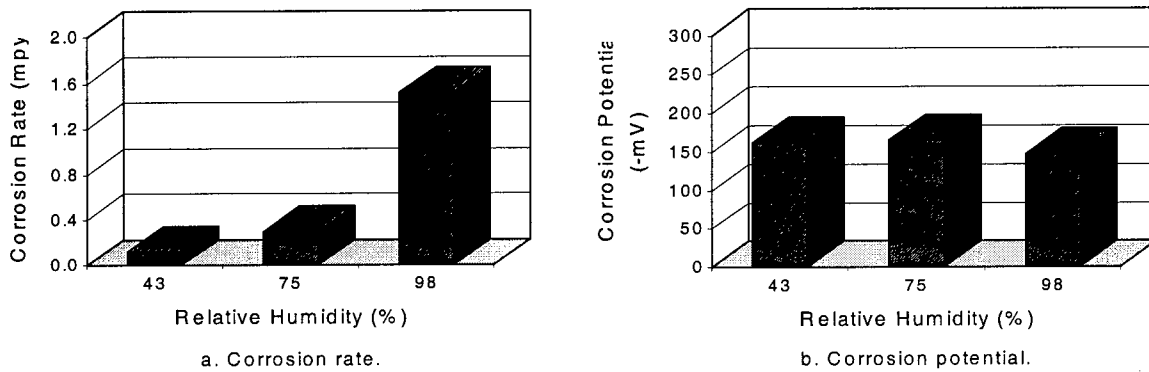 Corrosion Rate (mpy
2.0
1.6
1.2
0.8
0.4
0.0
43 75 98
Relative Humidity (%)
a. Corrosion rate.
Corrosion Potentia
(-mV)
300
250
200
150
100
50
0
43 75 98
Relative Humidity (%)
b. Corrosion potential.